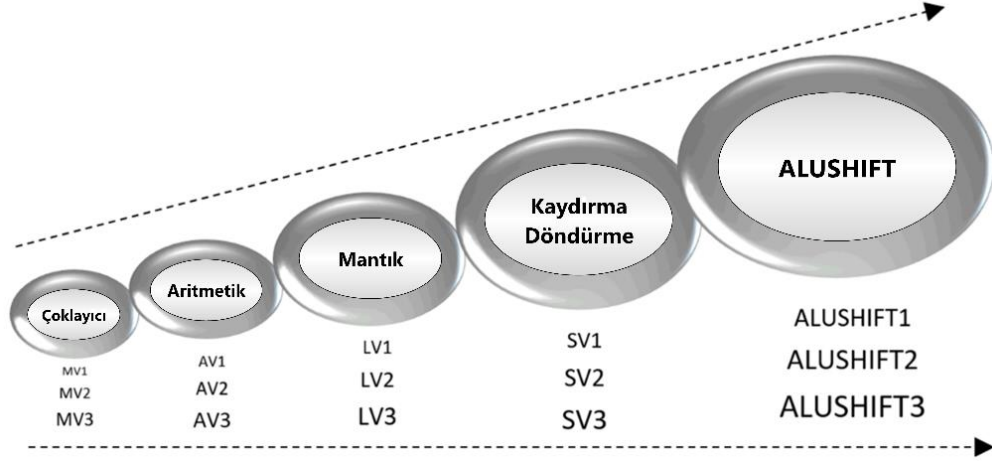 Çoklayıcı
MV1
MV2
MV3
Aritmetik
AV1
AV2
AV3
Mantık
LV1
LV2
LV3
Kaydırma
Döndürme
SV1
SV2
SV3
ALUSHIFT
ALUSHIFT1
ALUSHIFT2
ALUSHIFT3